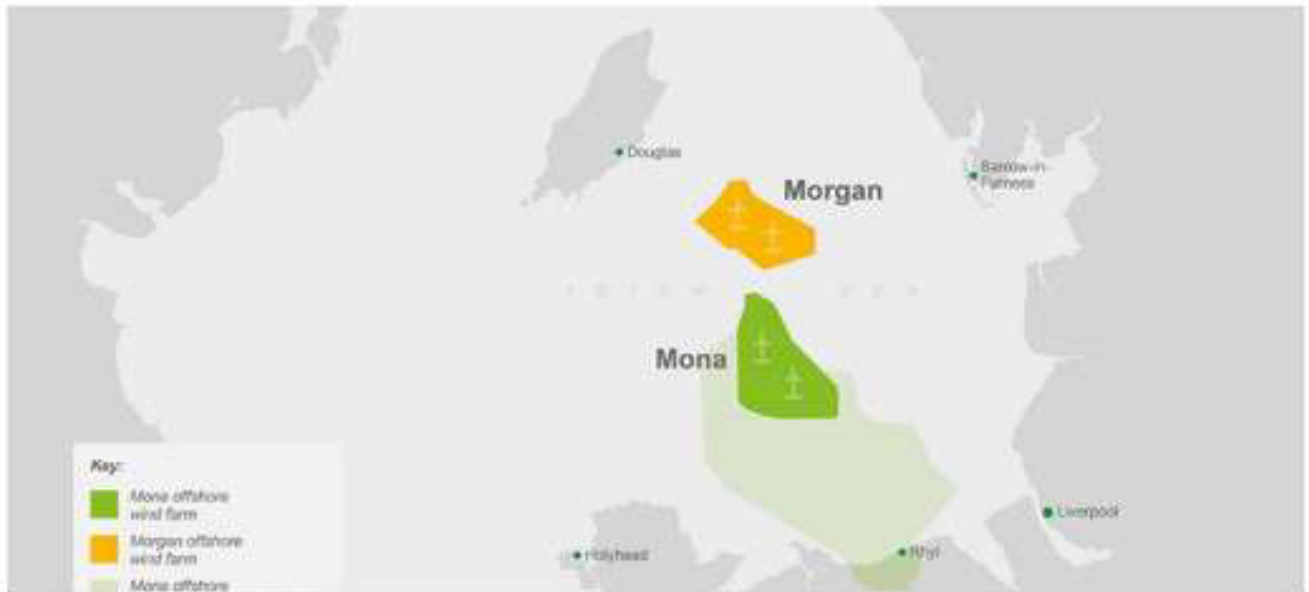 Douglas
Barrow-in-
Furness
Morgan
Mona
Key:
Mona offshore
wind farm
Morgan offshore
wind farm
Mona offshore
Holyhead
Rhyl
Liverpool